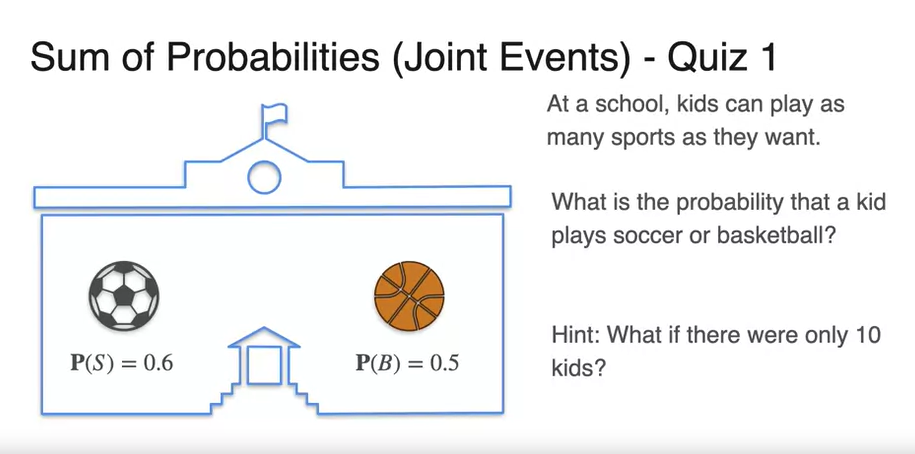 Sum of Probabilities (Joint Events) - Quiz 1
At a school, kids can play as
many sports as they want.
What is the probability that a kid
plays soccer or basketball?
P(S) = 0.6
P(B) = 0.5
Hint: What if there were only 10
kids?